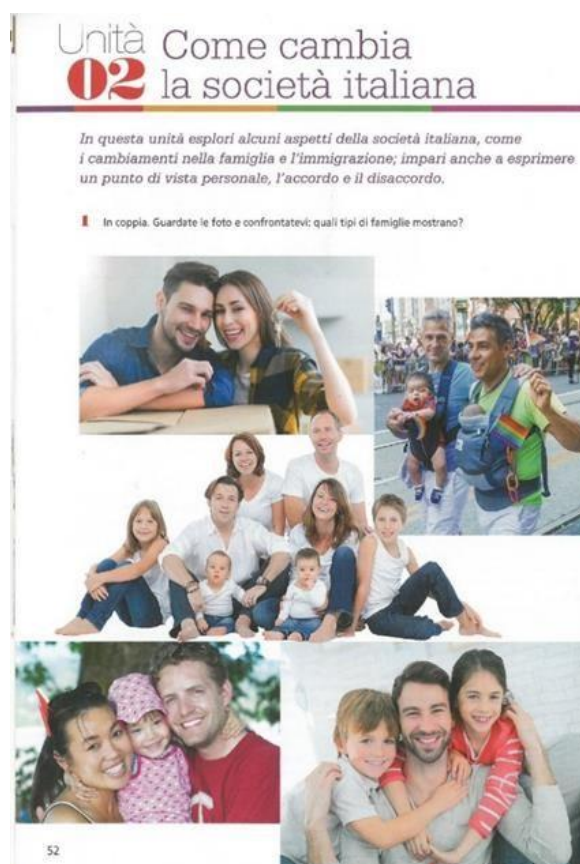 Unità
02
Come cambia
la società italiana
In questa unità esplori alcuni aspetti della società italiana, come
i cambiamenti nella famiglia e l'immigrazione; impari anche a esprimere
un punto di vista personale, l'accordo e il disaccordo.
1 In coppia. Guardate le foto e confrontatevi: quali tipi di famiglie mostrano?
52